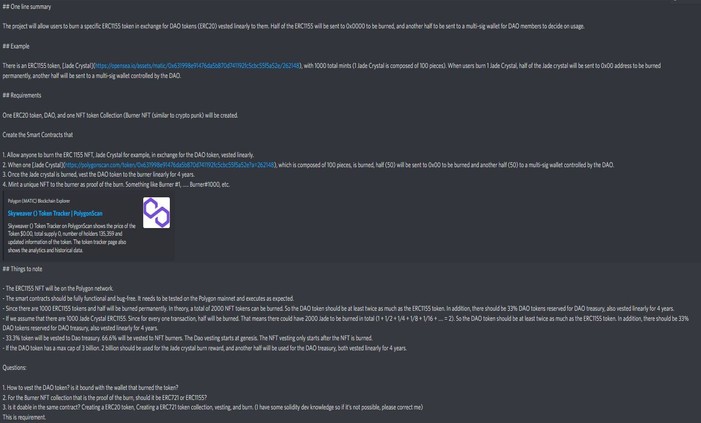 ## One line summary
The project will allow users to burn a specific ERC1155 token in exchange for DAO tokens (ERC20) vested linearly to them. Half of the ERC1155 will be sent to 0x0000 to be burned, and another half to be sent to a multi-sig wallet for DAO members to decide on usage.
## Example
There is an ERC1155 token, [Jade Crystal](https://opensea.io/assets/matic/ with 1000 total mints (1 Jade Crystal is composed of 100 pieces). When users burn 1 Jade Crystal, half of the Jade crystal will be sent to 0x00 address to be burned
permanently, another half will be sent to a multi-sig wallet controlled by the DAO.
## Requirements
One ERC20 token, DAO, and one NFT token Collection (Burner NFT (similar to crypto punk) will be created.
Create the Smart Contracts that
1. Allow anyone to burn the ERC 1155 NFT, Jade Crystal for example, in exchange for the DAO token, vested linearly.
2. When one [Jade Crystal](https://polygonscan.com/token/ which is composed of 100 pieces, is burned, half (50) will be sent to 0x00 to be burned and another half (50) to a multi-sig wallet controlled by the DAO.
3. Once the Jade crystal is burned, vest the DAO token to the burner linearly for 4 years.
4. Mint a unique NFT to the burner as proof of the burn. Something like Burner #1, .... Burner#1000, etc.
Polygon (MATIC) Blockchain Explorer
Skyweaver () Token Tracker | PolygonScan
Skyweaver () Token Tracker on PolygonScan shows the price of the
Token $0.00, total supply 0, number of holders 135,359 and
updated information of the token. The token tracker page also
shows the analytics and historical data.
## Things to note
- The ERC1155 NFT will be on the Polygon network.
- The smart contracts should be fully functional and bug-free. It needs to be tested on the Polygon mainnet and executes as expected.
- Since there are 1000 ERC1155 tokens and half will be burned permanently. In theory, a total of 2000 NFT tokens can be burned. So the DAO token should be at least twice as much as the ERC1155 token. In addition, there should be 33% DAO tokens reserved for DAO treasury, also vested linearly for 4 years.
- If we assume that there are 1000 Jade Crystal ERC1155. Since for every one transaction, half will be burned. That means there could have 2000 Jade to be burned in total (1 + 1/2 + 1/4 + 1/8 + 1/16 + .... = 2). So the DAO token should be at least twice as much as the ERC1155 token. In addition, there should be 33%
DAO tokens reserved for DAO treasury, also vested linearly for 4 years.
- 33.3% token will be vested to Dao treasury. 66.6% will be vested to NFT burners. The Dao vesting starts at genesis. The NFT vesting only starts after the NFT is burned.
- If the DAO token has a max cap of 3 billion. 2 billion should be used for the Jade crystal burn reward, and another half will be used for the DAO treasury, both vested linearly for 4 years.
Questions:
1. How to vest the DAO token? is it bound with the wallet that burned the token?
2. For the Burner NFT collection that is the proof of the burn, should it be ERC721 or ERC1155?
3. Is it doable in the same contract? Creating a ERC20 token, Creating a ERC721 token collection, vesting, and burn. (I have some solidity dev knowledge so if it's not possible, please correct me)
This is requirement.